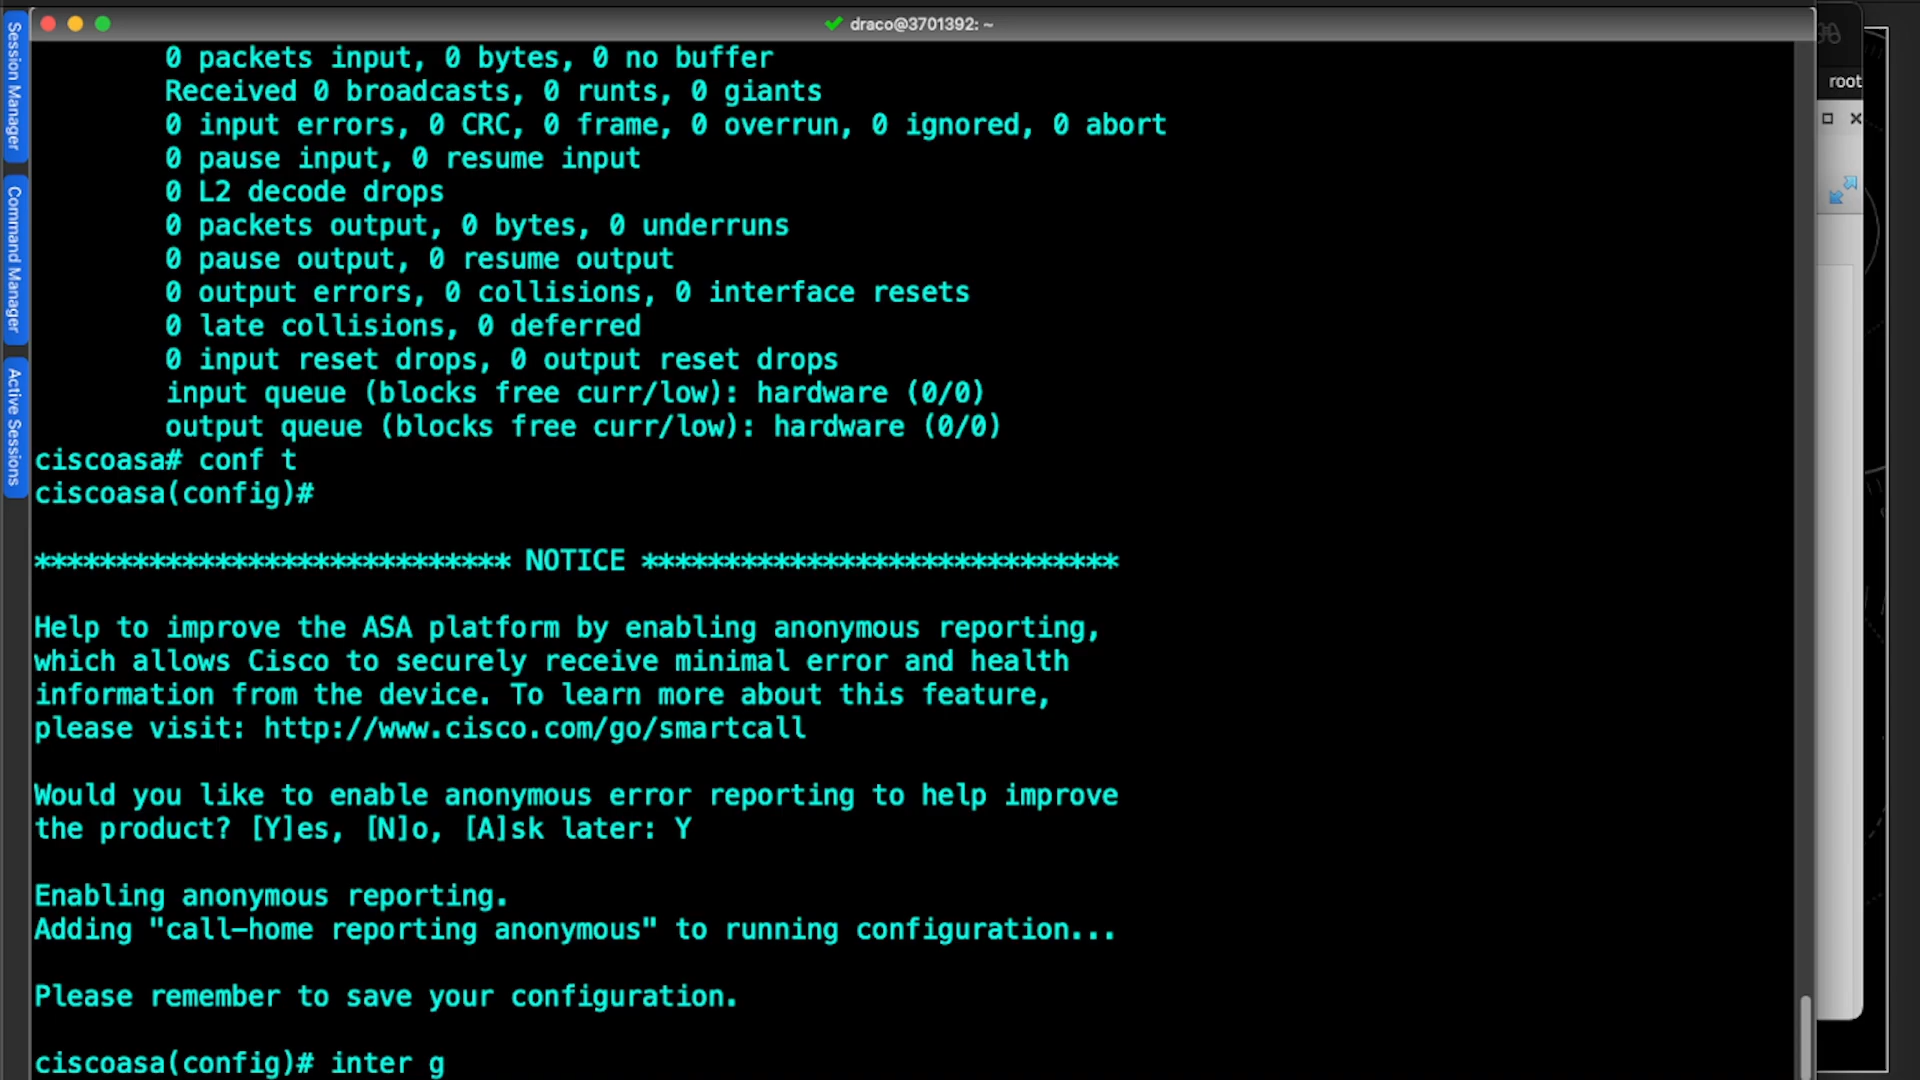 draco@3701392: ~
Session Manager
Command Manager
Active Sessions
root
0 packets input, 0 bytes, 0 no buffer
Received 0 broadcasts, 0 runts, 0 giants
0 input errors, 0 CRC, 0 frame, 0 overrun, 0 ignored, 0 abort
0 pause input, 0 resume input
0 L2 decode drops
0 packets output, 0 bytes, 0 underruns
0 pause output, 0 resume output
0 output errors, 0 collisions, 0 interface resets
0 late collisions, 0 deferred
0 input reset drops, 0 output reset drops
input queue (blocks free curr/low): hardware (0/0)
output queue (blocks free curr/low): hardware (0/0)
ciscoasa# conf t
ciscoasa(config)#
***************************** NOTICE *****************************
Help to improve the ASA platform by enabling anonymous reporting,
which allows Cisco to securely receive minimal error and health
information from the device. To learn more about this feature,
please visit: http://www.cisco.com/go/smartcall
Would you like to enable anonymous error reporting to help improve
the product? [Y]es, [N]o, [A]sk later: Y
Enabling anonymous reporting.
Adding "call-home reporting anonymous" to running configuration...
Please remember to save your configuration.
ciscoasa(config)# inter g